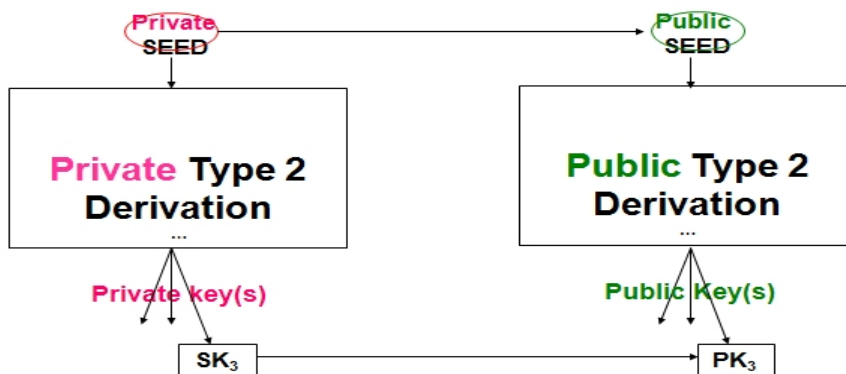 Private
SEED
Public
SEED
Private Type 2
Derivation
...
Public Type 2
Derivation
...
Private key(s)
Public Key(s)
SK₃
PK₃